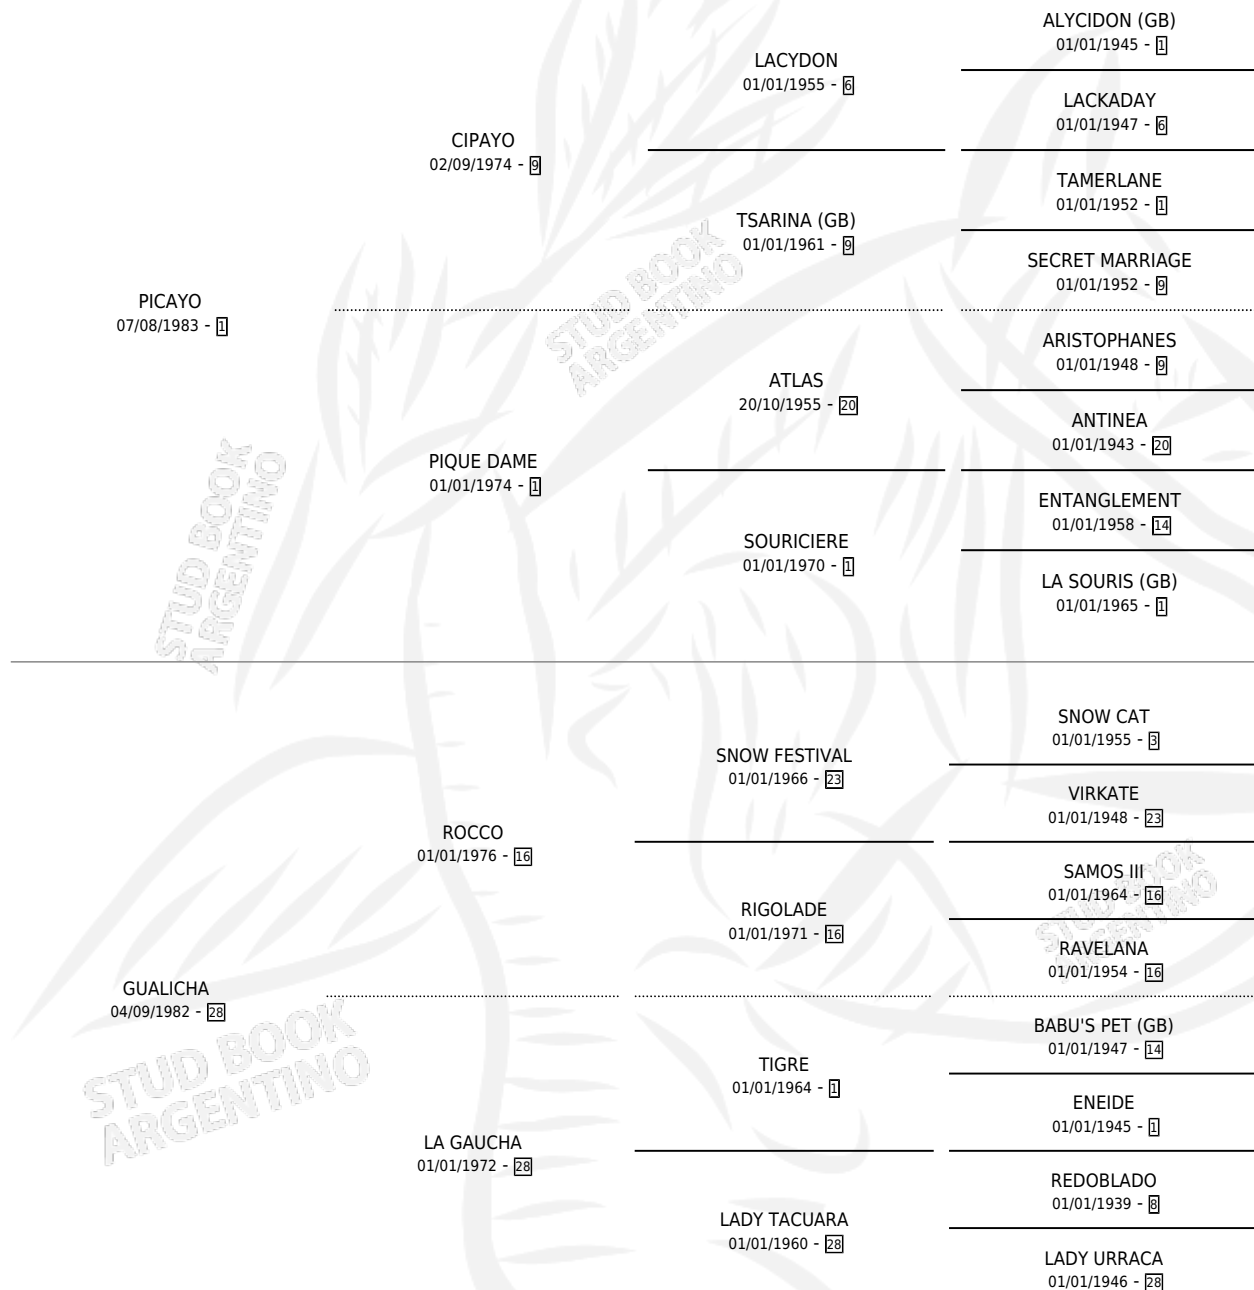 ALYCIDON (GB)
01/01/1945 - 1
LACYDON
01/01/1955 - 6
LACKADAY
01/01/1947 - 6
CIPAYO
02/09/1974 - 9
TAMERLANE
01/01/1952 - 1
TSARINA (GB)
01/01/1961 - 9
SECRET MARRIAGE
01/01/1952 - 9
PICAYO
07/08/1983 - 1
STUD BOOK
ARGENTINO
ARISTOPHANES
01/01/1948 - 9
ATLAS
20/10/1955 - 20
ANTINEA
01/01/1943 - 20
PIQUE DAME
01/01/1974 - 1
ENTANGLEMENT
01/01/1958 - 14
SOURICIERE
01/01/1970 - 1
LA SOURIS (GB)
01/01/1965 - 1
STUD BOOK
ARGENTINO
SNOW CAT
01/01/1955 - 3
SNOW FESTIVAL
01/01/1966 - 23
VIRKATE
01/01/1948 - 23
ROCCO
01/01/1976 - 16
SAMOS III
01/01/1964 - 16
RIGOLADE
01/01/1971 - 16
RAVELANA
01/01/1954 - 16
STUD BOOK
ARGENTINO
GUALICHA
04/09/1982 - 28
STUD BOOK
ARGENTINO
BABU'S PET (GB)
01/01/1947 - 14
TIGRE
01/01/1964 - 1
ENEIDE
01/01/1945 - 1
LA GAUCHA
01/01/1972 - 28
REDOBLADO
01/01/1939 - 8
LADY TACUARA
01/01/1960 - 28
LADY URRACA
01/01/1946 - 28